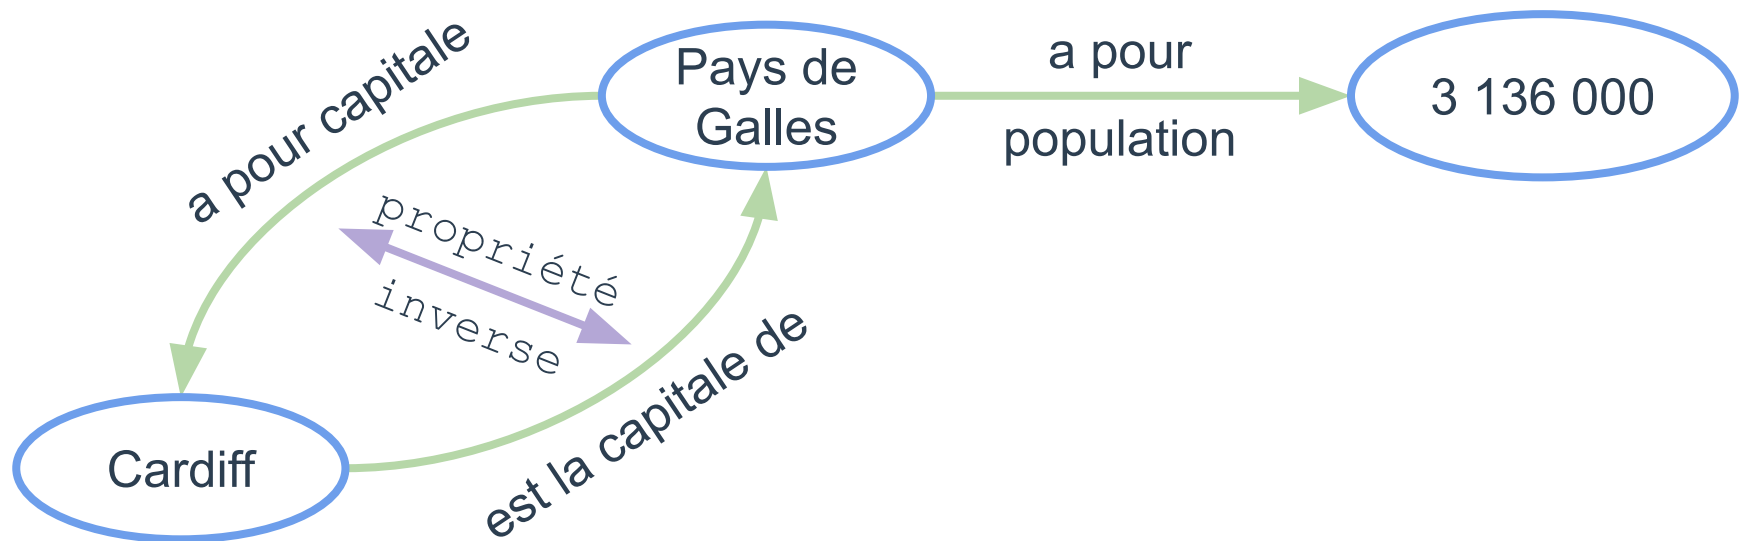 a pour capitale
Pays de
Galles
a pour
population
3 136 000
propriété
inverse
est la capitale de
Cardiff